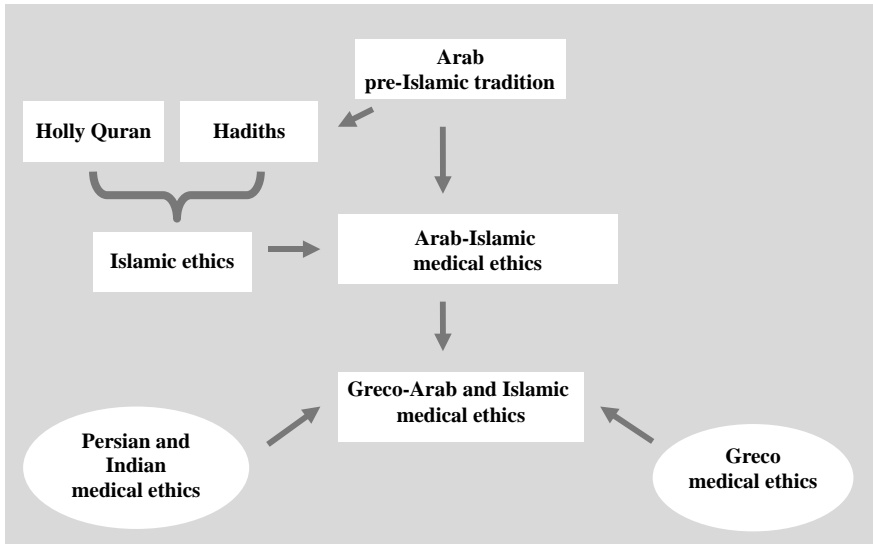 Arab
pre-Islamic tradition
Holly Quran
Hadiths
Islamic ethics
Arab-Islamic
medical ethics
Greco-Arab and Islamic
medical ethics
Persian and
Indian
medical ethics
Greco
medical ethics